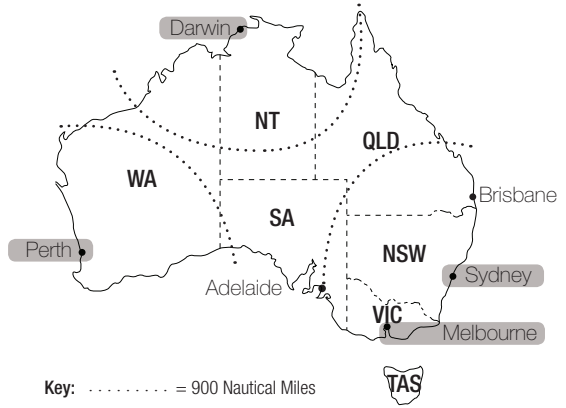 Darwin
NT
QLD
WA
Brisbane
SA
NSW
Perth
Sydney
Adelaide
VIC
Melbourne
TAS
Key: ......... = 900 Nautical Miles